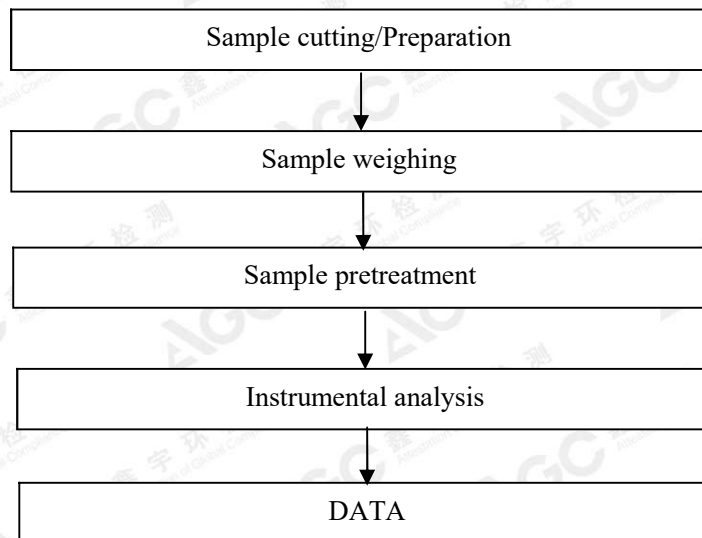 Sample cutting/Preparation
Sample weighing
Sample pretreatment
Instrumental analysis
DATA